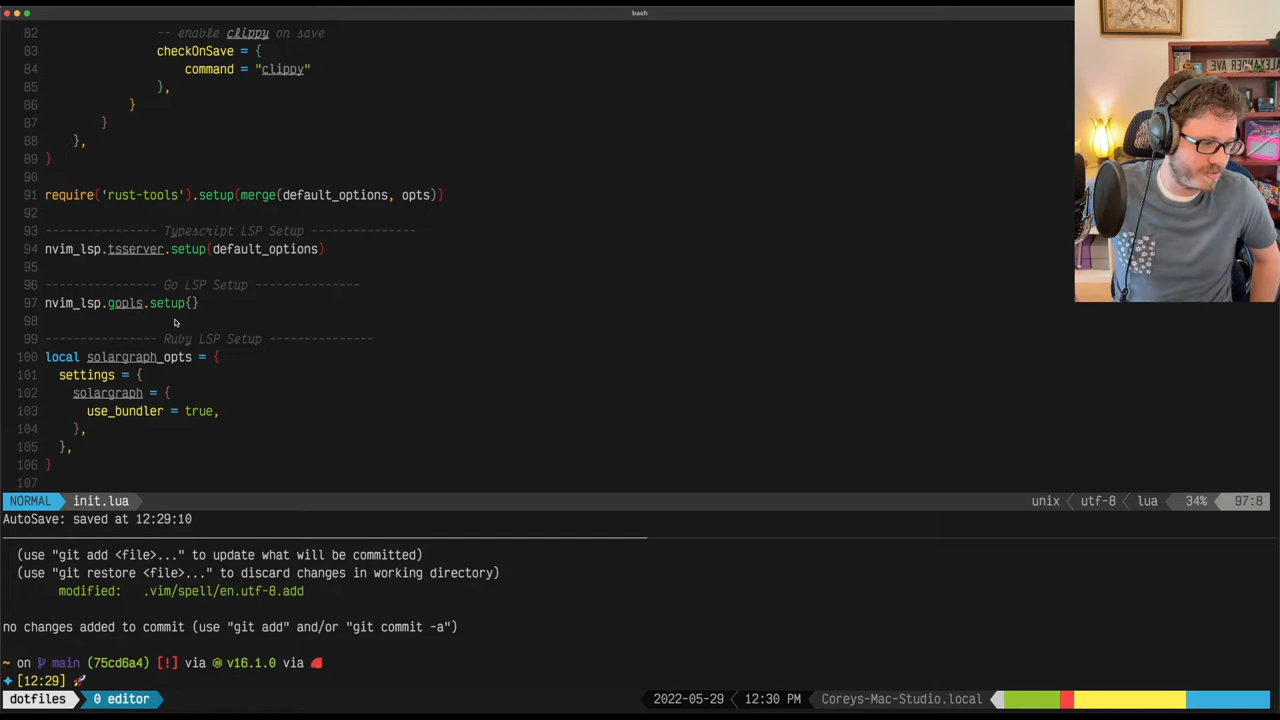 bash
82 -- enable clippy on save
83 checkOnSave = {
84 command = "clippy"
85 },
86 }
87 }
88 },
89 }
90
91 require('rust-tools').setup(merge(default_options, opts))
92
93 ---------------- Typescript LSP Setup ---------------
94 nvim_lsp.tsserver.setup(default_options)
95
96 ---------------- Go LSP Setup ---------------
97 nvim_lsp.gopls.setup{}
98
99 ---------------- Ruby LSP Setup ---------------
100 local solargraph_opts = {
101 settings = {
102 solargraph = {
103 use_bundler = true,
104 },
105 },
106 }
107
NORMAL init.lua unix utf-8 lua 34% 97:8
AutoSave: saved at 12:29:10
(use "git add <file>..." to update what will be committed)
(use "git restore <file>..." to discard changes in working directory)
modified: .vim/spell/en.utf-8.add
no changes added to commit (use "git add" and/or "git commit -a")
~ on main (75cd6a4) [!] via v16.1.0 via
[12:29]
dotfiles 0 editor 2022-05-29 12:30 PM Coreys-Mac-Studio.local
ALEXANDER AVE